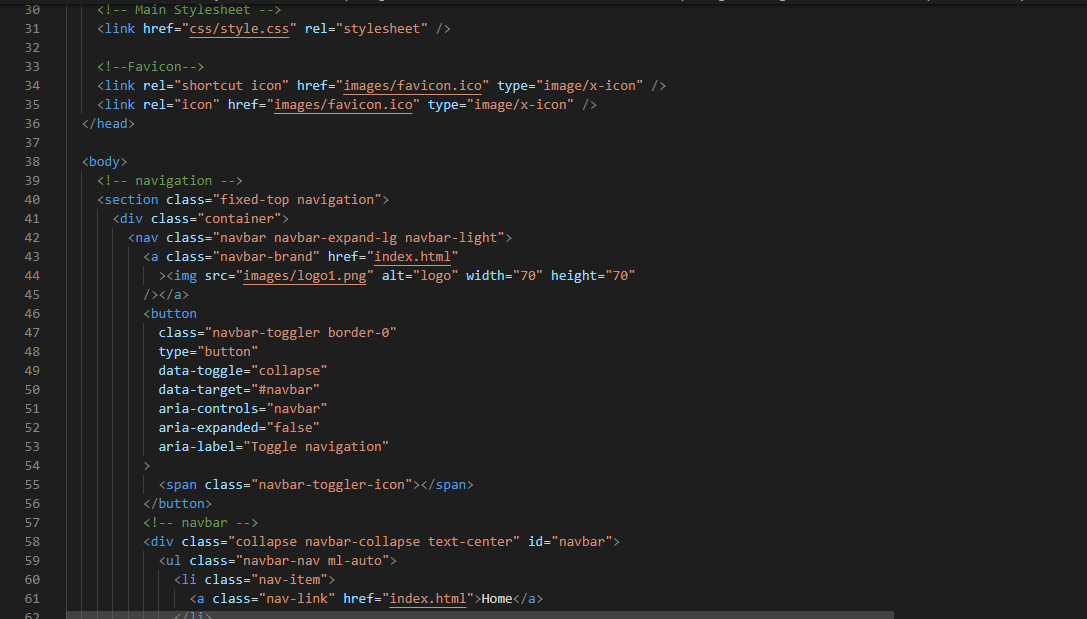 30 <!-- Main Stylesheet -->
31 <link href="css/style.css" rel="stylesheet" />
32
33 <!--Favicon-->
34 <link rel="shortcut icon" href="images/favicon.ico" type="image/x-icon" />
35 <link rel="icon" href="images/favicon.ico" type="image/x-icon" />
36 </head>
37
38 <body>
39 <!-- navigation -->
40 <section class="fixed-top navigation">
41 <div class="container">
42 <nav class="navbar navbar-expand-lg navbar-light">
43 <a class="navbar-brand" href="index.html"
44 ><img src="images/logo1.png" alt="logo" width="70" height="70"
45 /></a>
46 <button
47 class="navbar-toggler border-0"
48 type="button"
49 data-toggle="collapse"
50 data-target="#navbar"
51 aria-controls="navbar"
52 aria-expanded="false"
53 aria-label="Toggle navigation"
54 >
55 <span class="navbar-toggler-icon"></span>
56 </button>
57 <!-- navbar -->
58 <div class="collapse navbar-collapse text-center" id="navbar">
59 <ul class="navbar-nav ml-auto">
60 <li class="nav-item">
61 <a class="nav-link" href="index.html">Home</a>
62 </li>